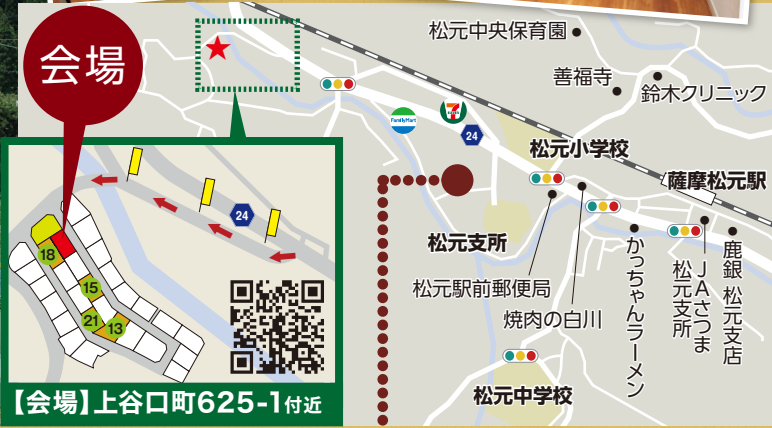 会場
松元中央保育園
善福寺
鈴木クリニック
FamilyMart
7 ELEVEN
24
松元小学校
薩摩松元駅
松元支所
松元駅前郵便局
焼肉の白川
かっちゃんラーメン
JAさつま
松元支所
鹿銀 松元支店
松元中学校
24
18
15
21
13
【会場】上谷口町625-1付近